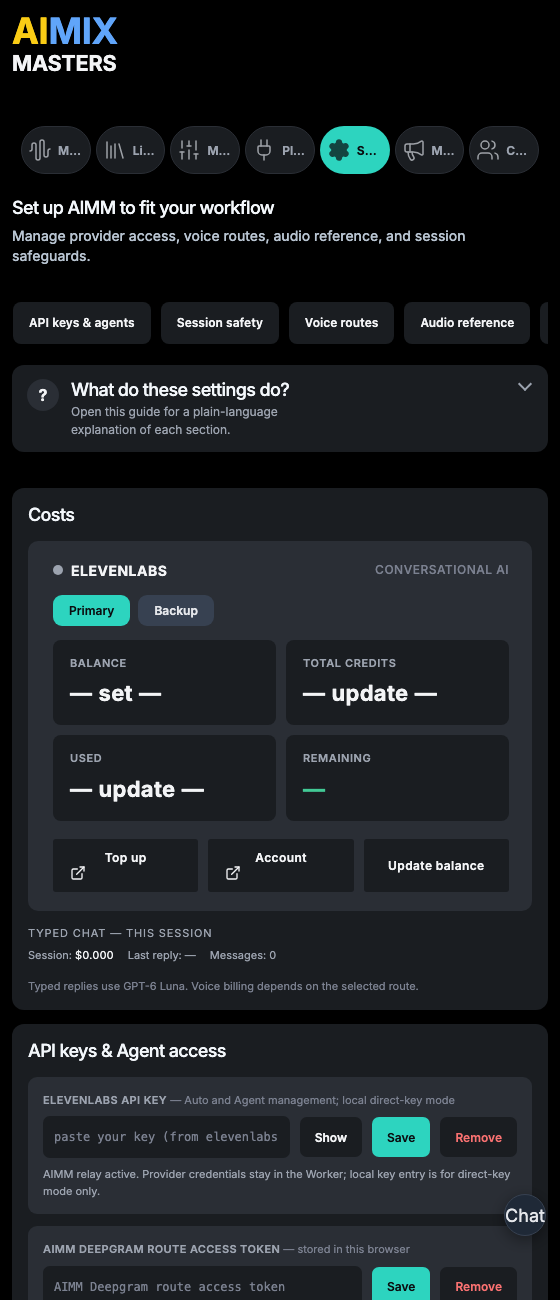 AIMIX
MASTERS
M...
Li...
M...
Pl...
S...
M...
C...
Set up AIMM to fit your workflow
Manage provider access, voice routes, audio reference, and session
safeguards.
API keys & agents
Session safety
Voice routes
Audio reference
?
What do these settings do?
Open this guide for a plain-language
explanation of each section.
Costs
ELEVENLABS
CONVERSATIONAL AI
Primary
Backup
BALANCE
— set —
TOTAL CREDITS
— update —
USED
— update —
REMAINING
—
Top up
Account
Update balance
TYPED CHAT — THIS SESSION
Session: $0.000 Last reply: — Messages: 0
Typed replies use GPT-6 Luna. Voice billing depends on the selected route.
API keys & Agent access
ELEVENLABS API KEY — Auto and Agent management; local direct-key mode
paste your key (from elevenlabs
Show
Save
Remove
AIMM relay active. Provider credentials stay in the Worker; local key entry is for direct-key
mode only.
Chat
AIMM DEEPGRAM ROUTE ACCESS TOKEN — stored in this browser
AIMM Deepgram route access token
Save
Remove